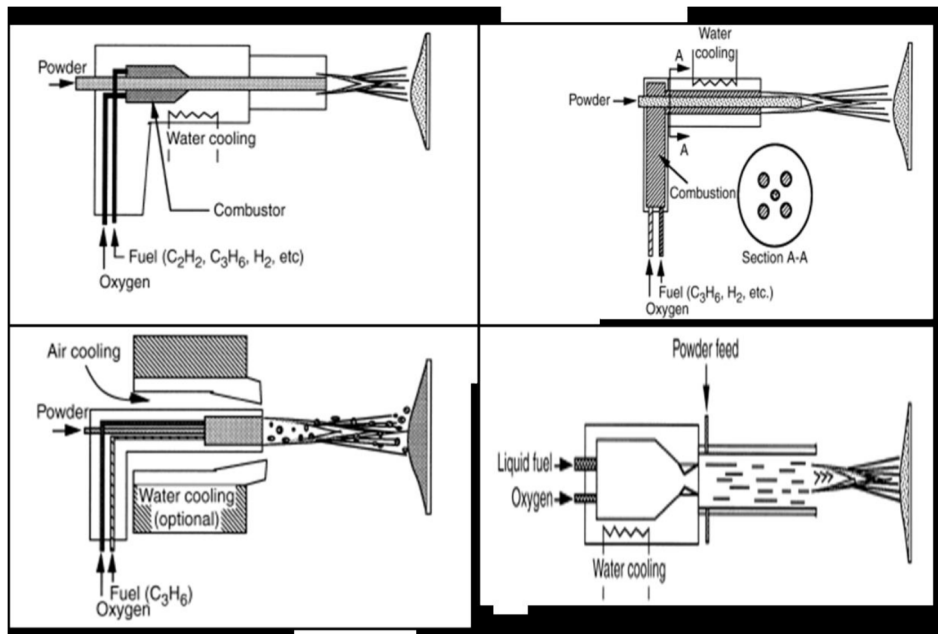 Powder
Water cooling
Combustor
Fuel (C₂H₂, C₃H₆, H₂, etc)
Oxygen
Water
cooling
A
Powder
A
Combustion
Section A-A
Fuel (C₃H₆, H₂, etc.)
Oxygen
Air cooling
Powder
Water cooling
(optional)
Fuel (C₃H₆)
Oxygen
Powder feed
Liquid fuel
Oxygen
Water cooling